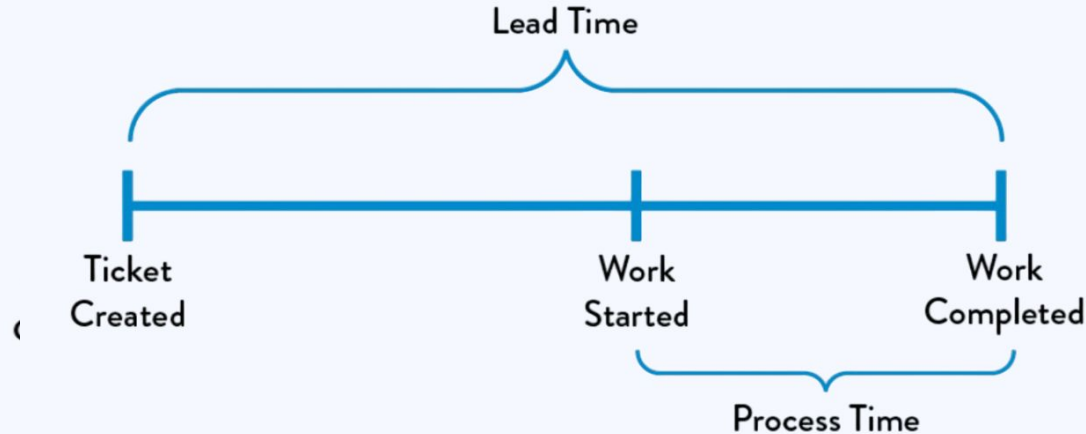 Lead Time
Ticket
Created
Work
Started
Work
Completed
Process Time